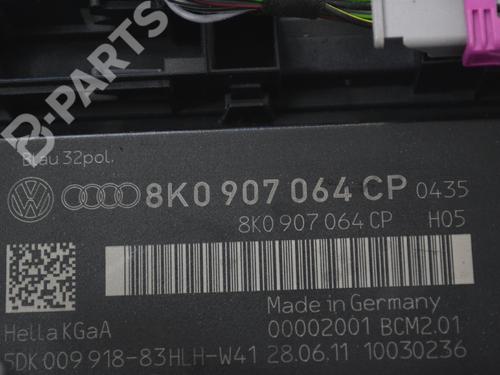 B-PARTS
Blau 32pol.
8K0 907 064 CP 0435
8K0 907 064 CP H05
Made in Germany
Hella KGaA 00002001 BCM2.01
5DK 009 918-83HLH-W41 28.06.11 10030236